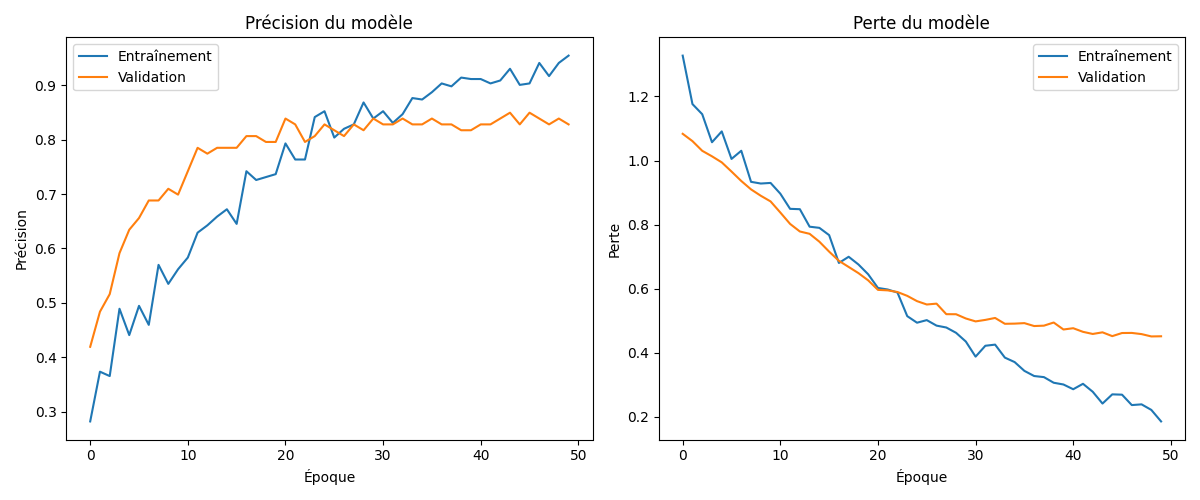 Précision du modèle
Entraînement
Validation
0.9
0.8
0.7
0.6
0.5
0.4
0.3
Précision
0 10 20 30 40 50
Époque
Perte du modèle
Entraînement
Validation
1.2
1.0
0.8
0.6
0.4
0.2
Perte
0 10 20 30 40 50
Époque